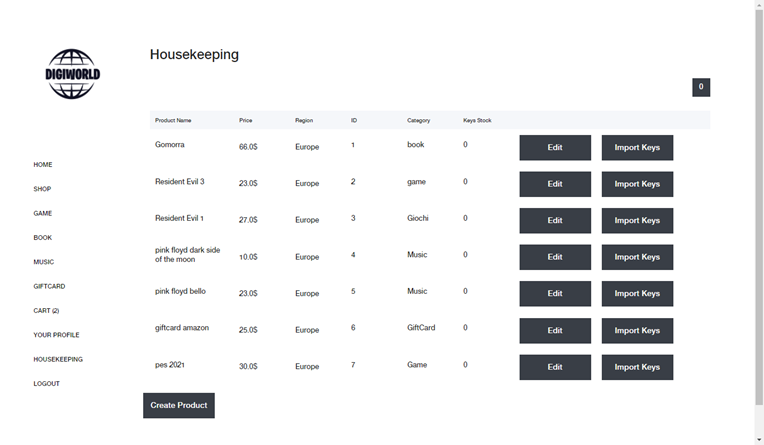 DIGIWORLD
HOME
SHOP
GAME
BOOK
MUSIC
GIFTCARD
CART (2)
YOUR PROFILE
HOUSEKEEPING
LOGOUT
Housekeeping
0
Product Name Price Region ID Category Keys Stock
Gomorra 66.0$ Europe 1 book 0 Edit Import Keys
Resident Evil 3 23.0$ Europe 2 game 0 Edit Import Keys
Resident Evil 1 27.0$ Europe 3 Giochi 0 Edit Import Keys
pink floyd dark side
of the moon 10.0$ Europe 4 Music 0 Edit Import Keys
pink floyd bello 23.0$ Europe 5 Music 0 Edit Import Keys
giftcard amazon 25.0$ Europe 6 GiftCard 0 Edit Import Keys
pes 2021 30.0$ Europe 7 Game 0 Edit Import Keys
Create Product